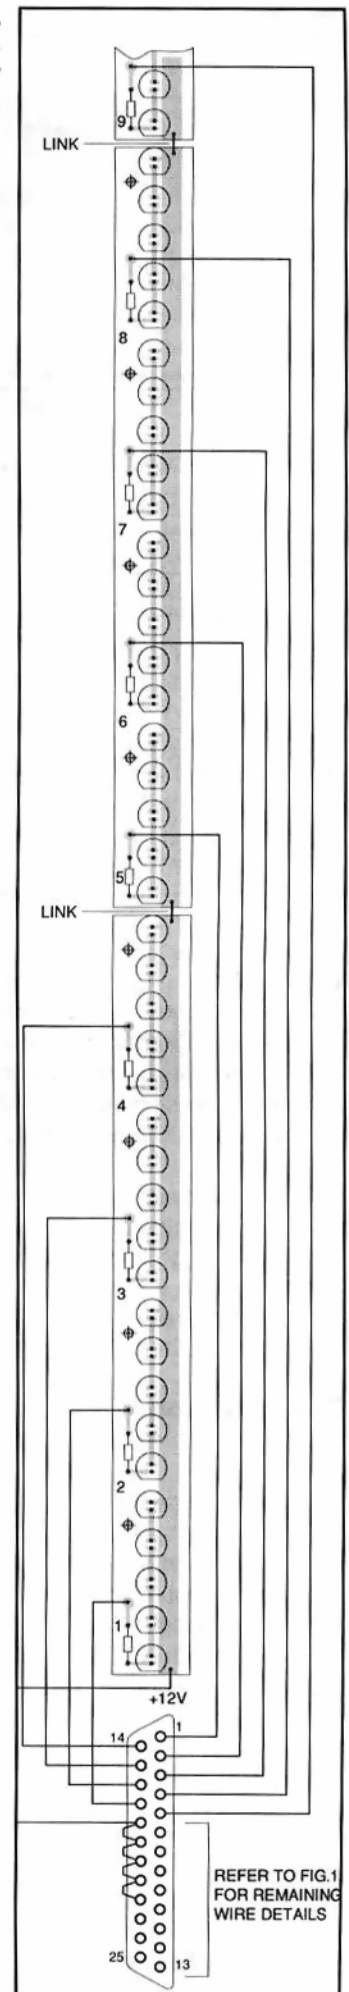 9
LINK
8
7
6
5
LINK
4
3
2
1
+12V
14
1
REFER TO FIG.1
FOR REMAINING
WIRE DETAILS
25
13